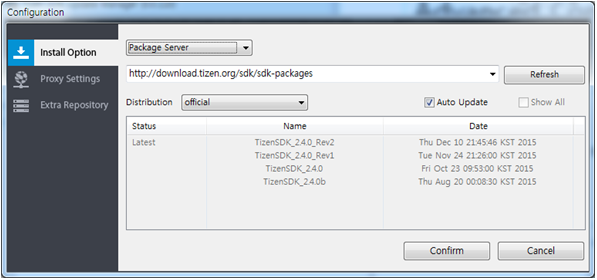 Configuration
Install Option
Proxy Settings
Extra Repository
Package Server
http://download.tizen.org/sdk/sdk-packages
Refresh
Distribution official Auto Update Show All
Status Name Date
Latest TizenSDK_2.4.0_Rev2 Thu Dec 10 21:45:46 KST 2015
TizenSDK_2.4.0_Rev1 Tue Nov 24 21:26:00 KST 2015
TizenSDK_2.4.0 Fri Oct 23 09:53:00 KST 2015
TizenSDK_2.4.0b Thu Aug 20 00:08:30 KST 2015
Confirm Cancel